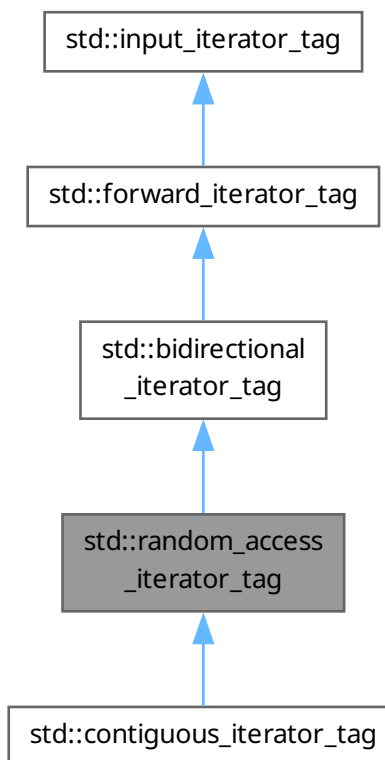 std::input_iterator_tag
std::forward_iterator_tag
std::bidirectional
_iterator_tag
std::random_access
_iterator_tag
std::contiguous_iterator_tag